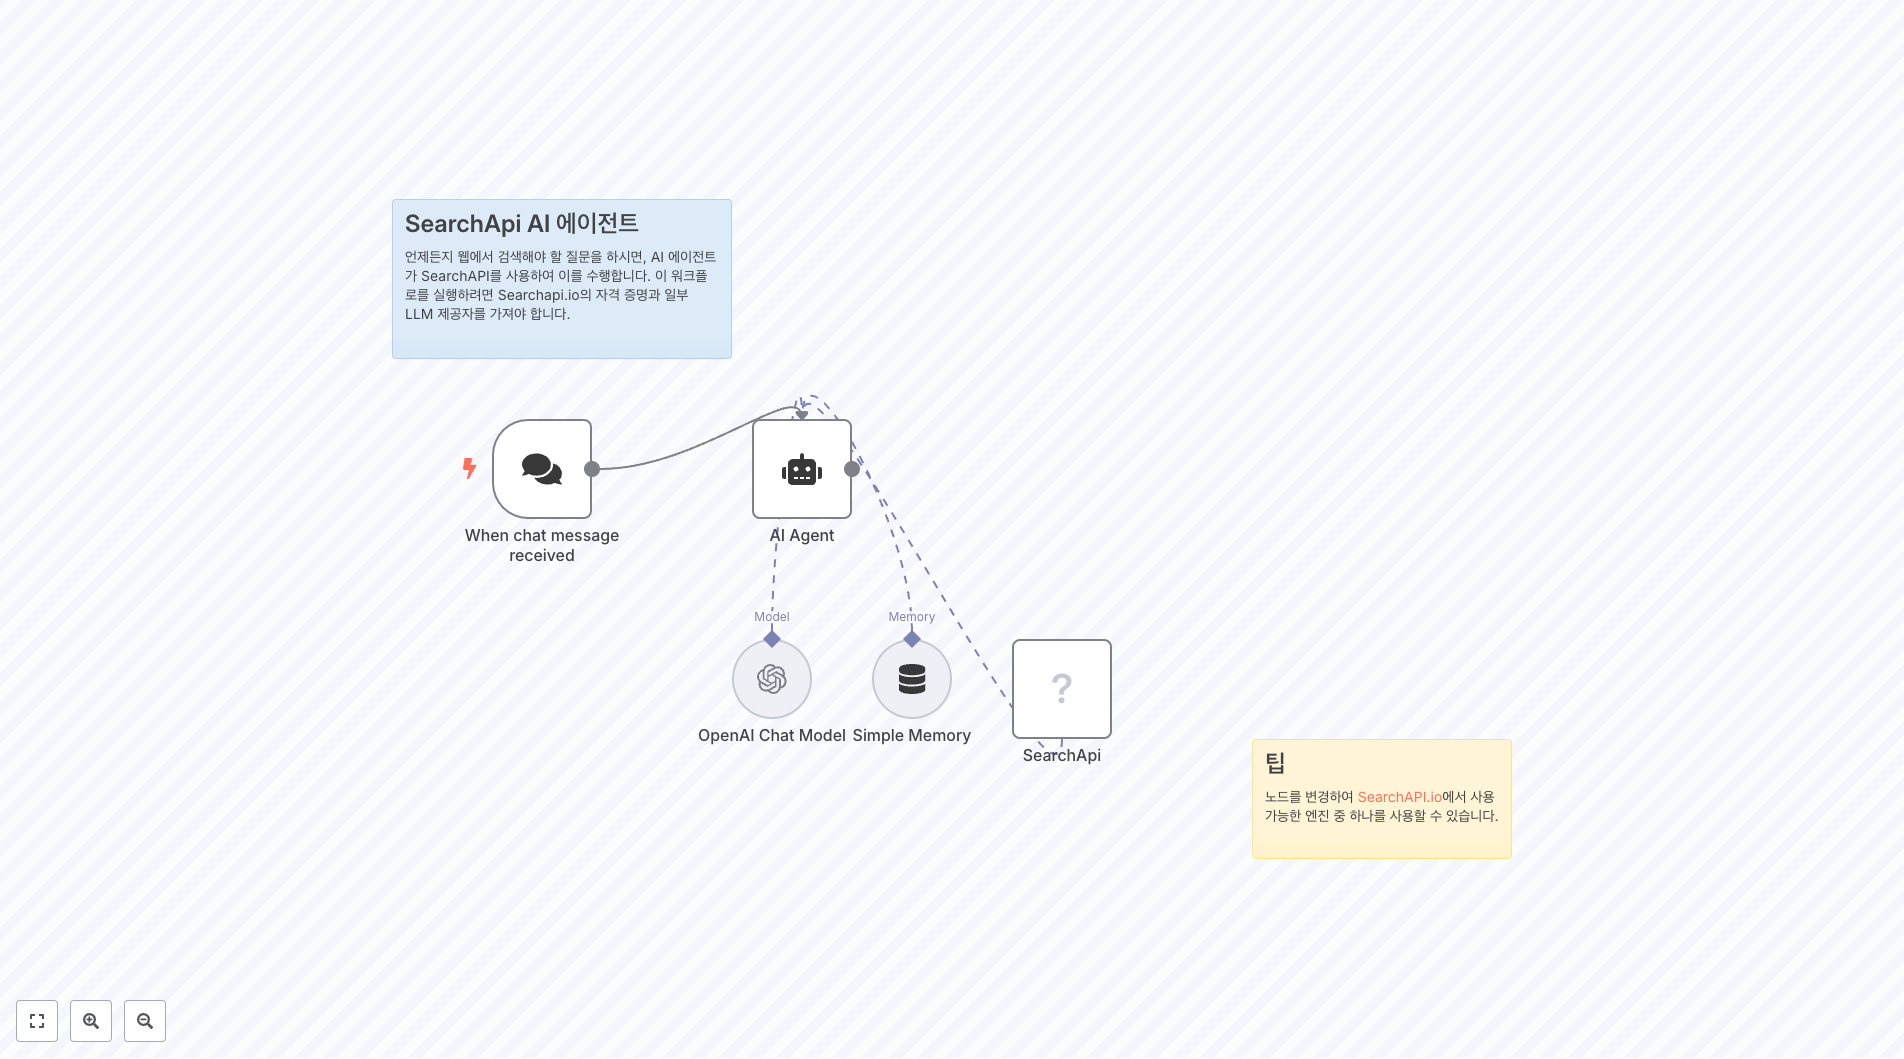 SearchApi AI 에이전트
언제든지 웹에서 검색해야 할 질문을 하시면, AI 에이전트
가 SearchAPI를 사용하여 이를 수행합니다. 이 워크플
로를 실행하려면 Searchapi.io의 자격 증명과 일부
LLM 제공자를 가져야 합니다.
When chat message
received
AI Agent
Model
Memory
?
OpenAI Chat Model
Simple Memory
SearchApi
팁
노드를 변경하여 SearchAPI.io에서 사용
가능한 엔진 중 하나를 사용할 수 있습니다.